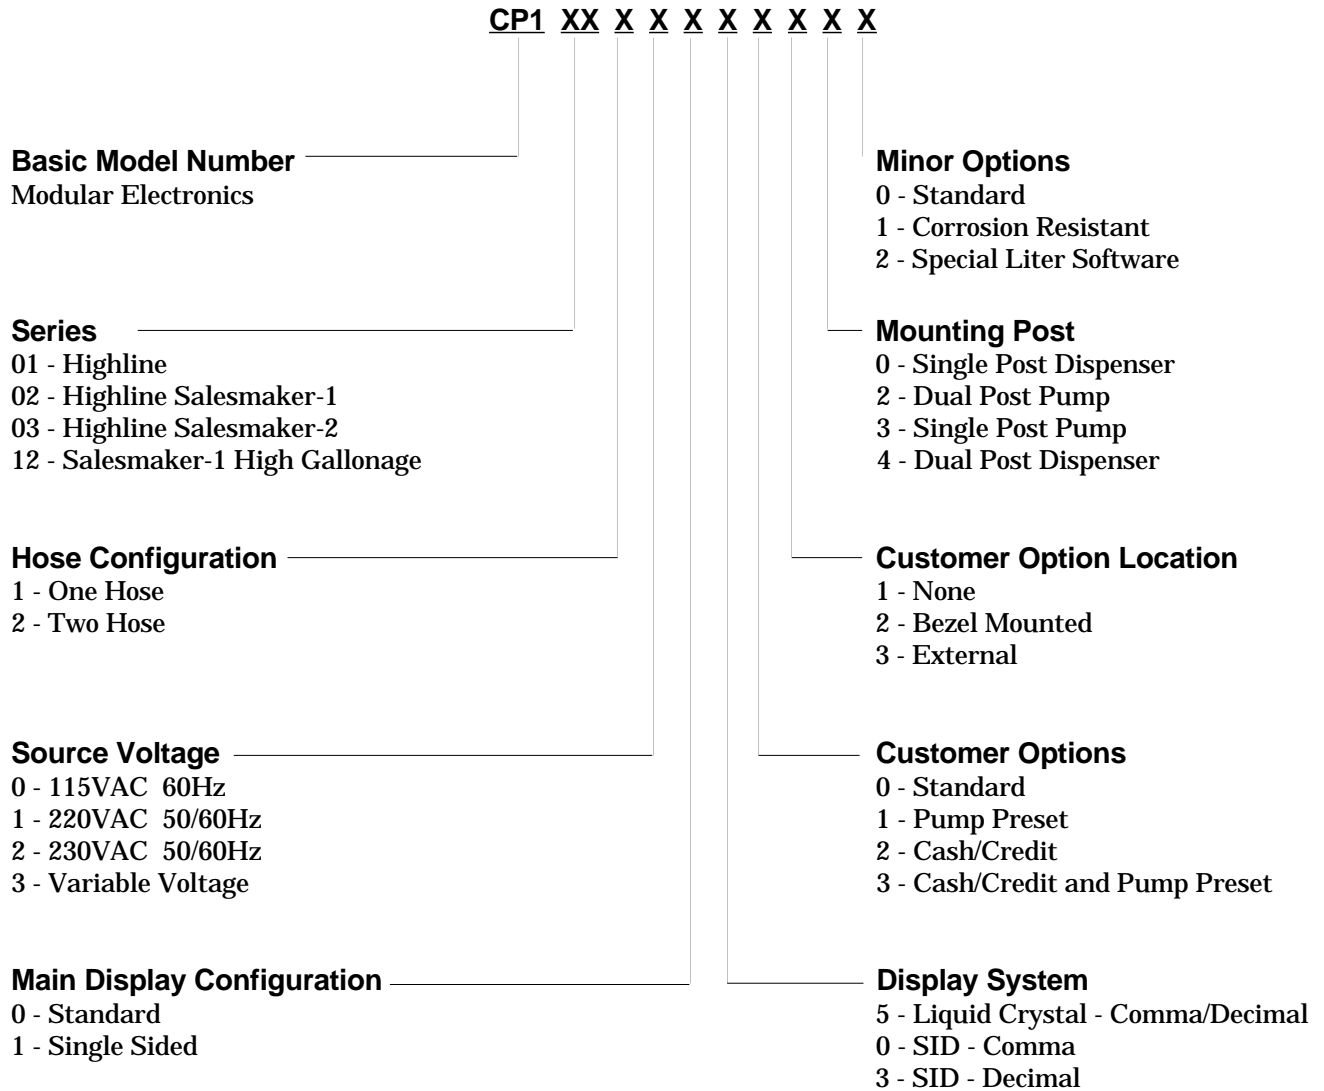 CP1 XX X X X X X X X X
Basic Model Number
Modular Electronics
Series
01 - Highline
02 - Highline Salesmaker-1
03 - Highline Salesmaker-2
12 - Salesmaker-1 High Gallonage
Hose Configuration
1 - One Hose
2 - Two Hose
Source Voltage
0 - 115VAC 60Hz
1 - 220VAC 50/60Hz
2 - 230VAC 50/60Hz
3 - Variable Voltage
Main Display Configuration
0 - Standard
1 - Single Sided
Minor Options
0 - Standard
1 - Corrosion Resistant
2 - Special Liter Software
Mounting Post
0 - Single Post Dispenser
2 - Dual Post Pump
3 - Single Post Pump
4 - Dual Post Dispenser
Customer Option Location
1 - None
2 - Bezel Mounted
3 - External
Customer Options
0 - Standard
1 - Pump Preset
2 - Cash/Credit
3 - Cash/Credit and Pump Preset
Display System
5 - Liquid Crystal - Comma/Decimal
0 - SID - Comma
3 - SID - Decimal